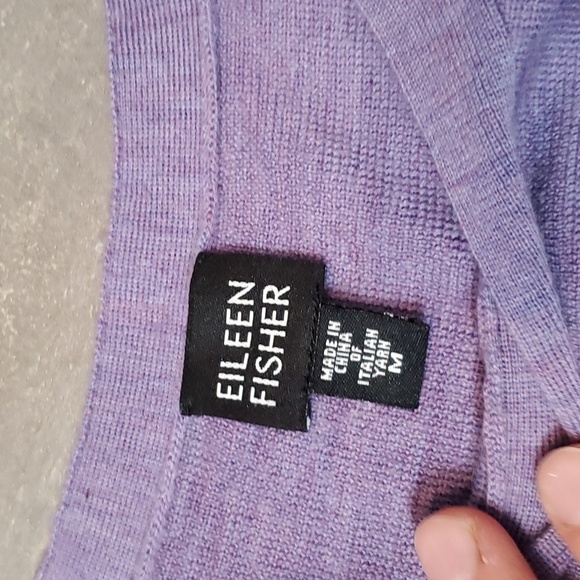 EILEEN
FISHER
MADE IN
CHINA
OF
ITALIAN
YARN
M